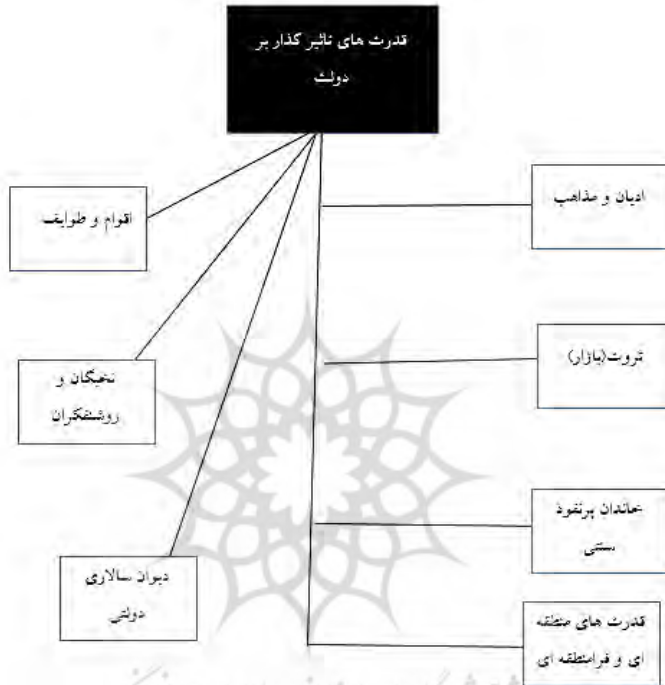 قدرت های تاثیر گذار بر
دولت
ادیان و مذاهب
اقوام و طوایف
ثروت(بازار)
نخبگان و
روشنفکران
خاندان پرنفوذ
سنتی
دیوان سالاری
دولتی
قدرت های منطقه
ای و فرامنطقه ای